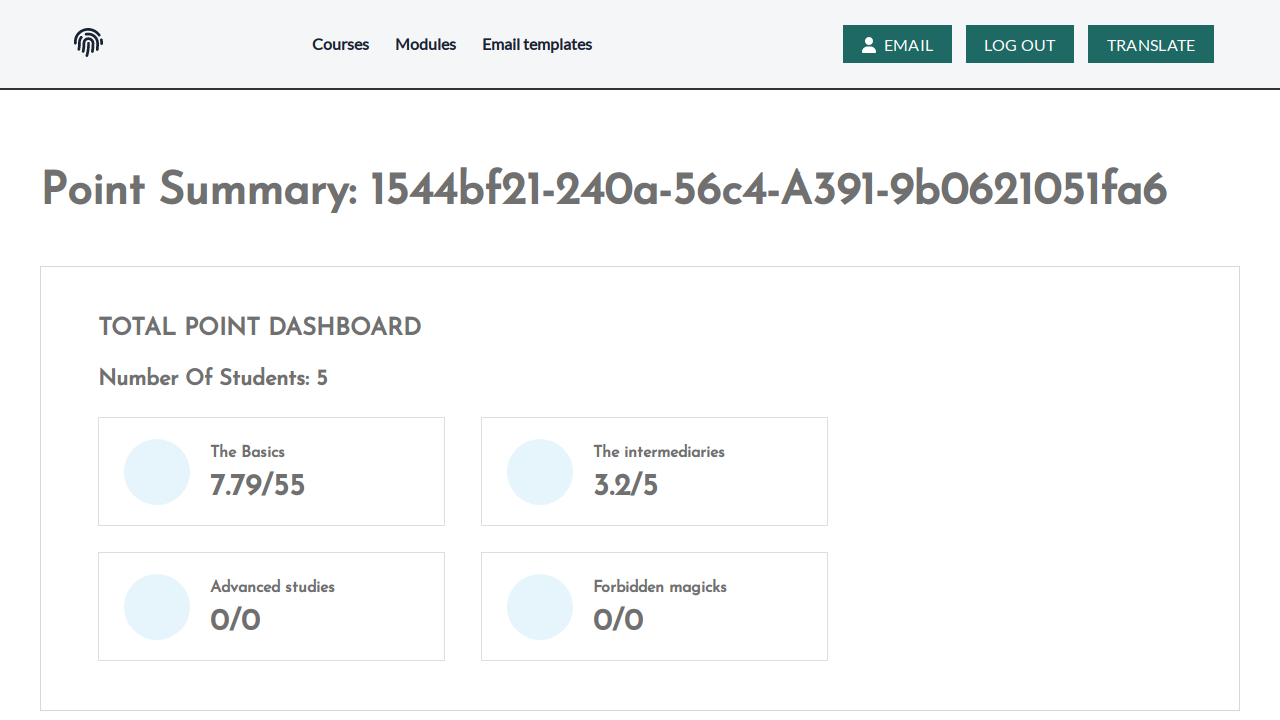 Courses
Modules
Email templates
EMAIL
LOG OUT
TRANSLATE
Point Summary: 1544bf21-240a-56c4-A391-9b0621051fa6
TOTAL POINT DASHBOARD
Number Of Students: 5
The Basics
7.79/55
The intermediaries
3.2/5
Advanced studies
0/0
Forbidden magicks
0/0